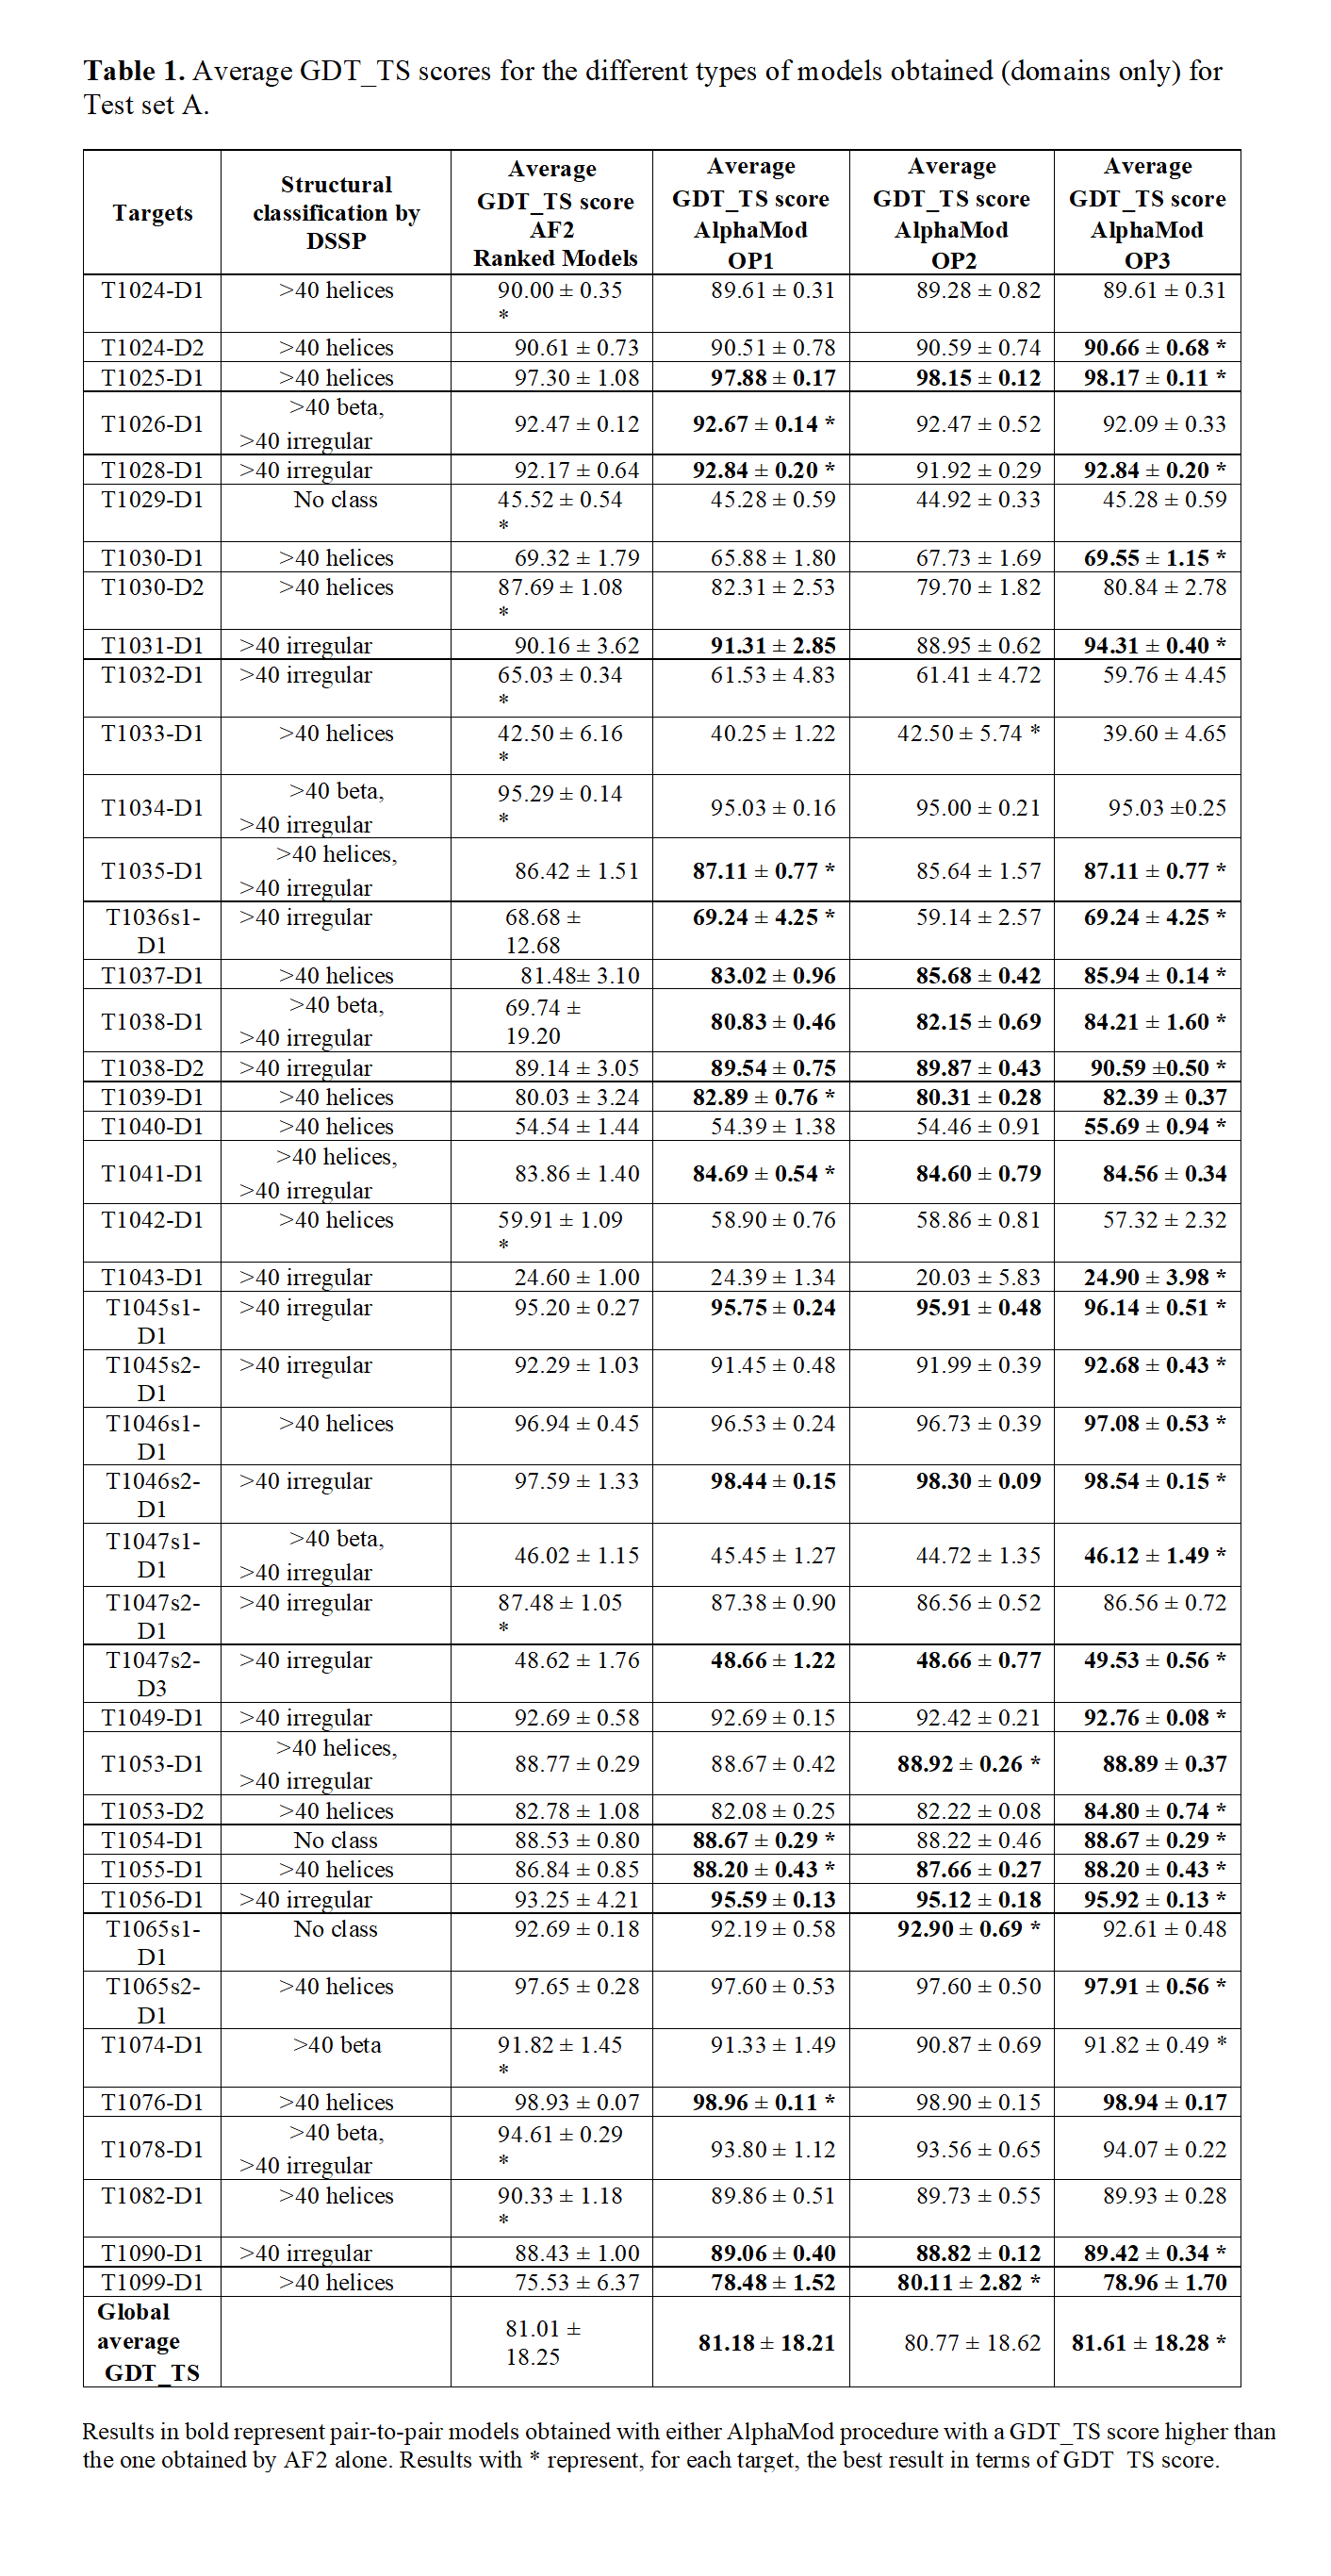 Table 1. Average GDT_TS scores for the different types of models obtained (domains only) for
Test set A.
Targets | Structural classification by DSSP | Average GDT_TS score AF2 Ranked Models | Average GDT_TS score AlphaMod OP1 | Average GDT_TS score AlphaMod OP2 | Average GDT_TS score AlphaMod OP3
T1024-D1 | >40 helices | 90.00 ± 0.35 * | 89.61 ± 0.31 | 89.28 ± 0.82 | 89.61 ± 0.31
T1024-D2 | >40 helices | 90.61 ± 0.73 | 90.51 ± 0.78 | 90.59 ± 0.74 | 90.66 ± 0.68 *
T1025-D1 | >40 helices | 97.30 ± 1.08 | 97.88 ± 0.17 | 98.15 ± 0.12 | 98.17 ± 0.11 *
T1026-D1 | >40 beta, >40 irregular | 92.47 ± 0.12 | 92.67 ± 0.14 * | 92.47 ± 0.52 | 92.09 ± 0.33
T1028-D1 | >40 irregular | 92.17 ± 0.64 | 92.84 ± 0.20 * | 91.92 ± 0.29 | 92.84 ± 0.20 *
T1029-D1 | No class | 45.52 ± 0.54 * | 45.28 ± 0.59 | 44.92 ± 0.33 | 45.28 ± 0.59
T1030-D1 | >40 helices | 69.32 ± 1.79 | 65.88 ± 1.80 | 67.73 ± 1.69 | 69.55 ± 1.15 *
T1030-D2 | >40 helices | 87.69 ± 1.08 * | 82.31 ± 2.53 | 79.70 ± 1.82 | 80.84 ± 2.78
T1031-D1 | >40 irregular | 90.16 ± 3.62 | 91.31 ± 2.85 | 88.95 ± 0.62 | 94.31 ± 0.40 *
T1032-D1 | >40 irregular | 65.03 ± 0.34 * | 61.53 ± 4.83 | 61.41 ± 4.72 | 59.76 ± 4.45
T1033-D1 | >40 helices | 42.50 ± 6.16 * | 40.25 ± 1.22 | 42.50 ± 5.74 * | 39.60 ± 4.65
T1034-D1 | >40 beta, >40 irregular | 95.29 ± 0.14 * | 95.03 ± 0.16 | 95.00 ± 0.21 | 95.03 ±0.25
T1035-D1 | >40 helices, >40 irregular | 86.42 ± 1.51 | 87.11 ± 0.77 * | 85.64 ± 1.57 | 87.11 ± 0.77 *
T1036s1-D1 | >40 irregular | 68.68 ± 12.68 | 69.24 ± 4.25 * | 59.14 ± 2.57 | 69.24 ± 4.25 *
T1037-D1 | >40 helices | 81.48± 3.10 | 83.02 ± 0.96 | 85.68 ± 0.42 | 85.94 ± 0.14 *
T1038-D1 | >40 beta, >40 irregular | 69.74 ± 19.20 | 80.83 ± 0.46 | 82.15 ± 0.69 | 84.21 ± 1.60 *
T1038-D2 | >40 irregular | 89.14 ± 3.05 | 89.54 ± 0.75 | 89.87 ± 0.43 | 90.59 ±0.50 *
T1039-D1 | >40 helices | 80.03 ± 3.24 | 82.89 ± 0.76 * | 80.31 ± 0.28 | 82.39 ± 0.37
T1040-D1 | >40 helices | 54.54 ± 1.44 | 54.39 ± 1.38 | 54.46 ± 0.91 | 55.69 ± 0.94 *
T1041-D1 | >40 helices, >40 irregular | 83.86 ± 1.40 | 84.69 ± 0.54 * | 84.60 ± 0.79 | 84.56 ± 0.34
T1042-D1 | >40 helices | 59.91 ± 1.09 * | 58.90 ± 0.76 | 58.86 ± 0.81 | 57.32 ± 2.32
T1043-D1 | >40 irregular | 24.60 ± 1.00 | 24.39 ± 1.34 | 20.03 ± 5.83 | 24.90 ± 3.98 *
T1045s1-D1 | >40 irregular | 95.20 ± 0.27 | 95.75 ± 0.24 | 95.91 ± 0.48 | 96.14 ± 0.51 *
T1045s2-D1 | >40 irregular | 92.29 ± 1.03 | 91.45 ± 0.48 | 91.99 ± 0.39 | 92.68 ± 0.43 *
T1046s1-D1 | >40 helices | 96.94 ± 0.45 | 96.53 ± 0.24 | 96.73 ± 0.39 | 97.08 ± 0.53 *
T1046s2-D1 | >40 irregular | 97.59 ± 1.33 | 98.44 ± 0.15 | 98.30 ± 0.09 | 98.54 ± 0.15 *
T1047s1-D1 | >40 beta, >40 irregular | 46.02 ± 1.15 | 45.45 ± 1.27 | 44.72 ± 1.35 | 46.12 ± 1.49 *
T1047s2-D1 | >40 irregular | 87.48 ± 1.05 * | 87.38 ± 0.90 | 86.56 ± 0.52 | 86.56 ± 0.72
T1047s2-D3 | >40 irregular | 48.62 ± 1.76 | 48.66 ± 1.22 | 48.66 ± 0.77 | 49.53 ± 0.56 *
T1049-D1 | >40 irregular | 92.69 ± 0.58 | 92.69 ± 0.15 | 92.42 ± 0.21 | 92.76 ± 0.08 *
T1053-D1 | >40 helices, >40 irregular | 88.77 ± 0.29 | 88.67 ± 0.42 | 88.92 ± 0.26 * | 88.89 ± 0.37
T1053-D2 | >40 helices | 82.78 ± 1.08 | 82.08 ± 0.25 | 82.22 ± 0.08 | 84.80 ± 0.74 *
T1054-D1 | No class | 88.53 ± 0.80 | 88.67 ± 0.29 * | 88.22 ± 0.46 | 88.67 ± 0.29 *
T1055-D1 | >40 helices | 86.84 ± 0.85 | 88.20 ± 0.43 * | 87.66 ± 0.27 | 88.20 ± 0.43 *
T1056-D1 | >40 irregular | 93.25 ± 4.21 | 95.59 ± 0.13 | 95.12 ± 0.18 | 95.92 ± 0.13 *
T1065s1-D1 | No class | 92.69 ± 0.18 | 92.19 ± 0.58 | 92.90 ± 0.69 * | 92.61 ± 0.48
T1065s2-D1 | >40 helices | 97.65 ± 0.28 | 97.60 ± 0.53 | 97.60 ± 0.50 | 97.91 ± 0.56 *
T1074-D1 | >40 beta | 91.82 ± 1.45 * | 91.33 ± 1.49 | 90.87 ± 0.69 | 91.82 ± 0.49 *
T1076-D1 | >40 helices | 98.93 ± 0.07 | 98.96 ± 0.11 * | 98.90 ± 0.15 | 98.94 ± 0.17
T1078-D1 | >40 beta, >40 irregular | 94.61 ± 0.29 * | 93.80 ± 1.12 | 93.56 ± 0.65 | 94.07 ± 0.22
T1082-D1 | >40 helices | 90.33 ± 1.18 * | 89.86 ± 0.51 | 89.73 ± 0.55 | 89.93 ± 0.28
T1090-D1 | >40 irregular | 88.43 ± 1.00 | 89.06 ± 0.40 | 88.82 ± 0.12 | 89.42 ± 0.34 *
T1099-D1 | >40 helices | 75.53 ± 6.37 | 78.48 ± 1.52 | 80.11 ± 2.82 * | 78.96 ± 1.70
Global average GDT_TS | | 81.01 ± 18.25 | 81.18 ± 18.21 | 80.77 ± 18.62 | 81.61 ± 18.28 *
Results in bold represent pair-to-pair models obtained with either AlphaMod procedure with a GDT_TS score higher than
the one obtained by AF2 alone. Results with * represent, for each target, the best result in terms of GDT_TS score.